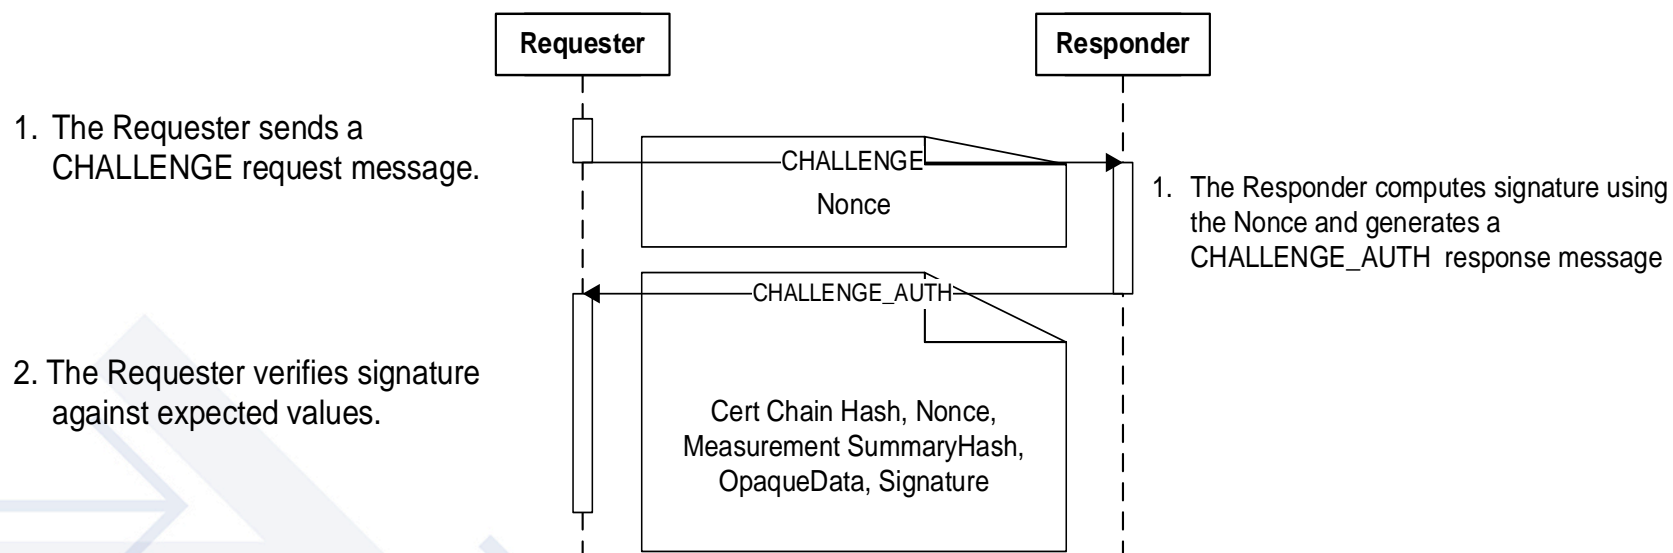 Requester
Responder
1. The Requester sends a
CHALLENGE request message.
CHALLENGE
Nonce
1. The Responder computes signature using
the Nonce and generates a
CHALLENGE_AUTH response message
CHALLENGE_AUTH
2. The Requester verifies signature
against expected values.
Cert Chain Hash, Nonce,
Measurement SummaryHash,
OpaqueData, Signature